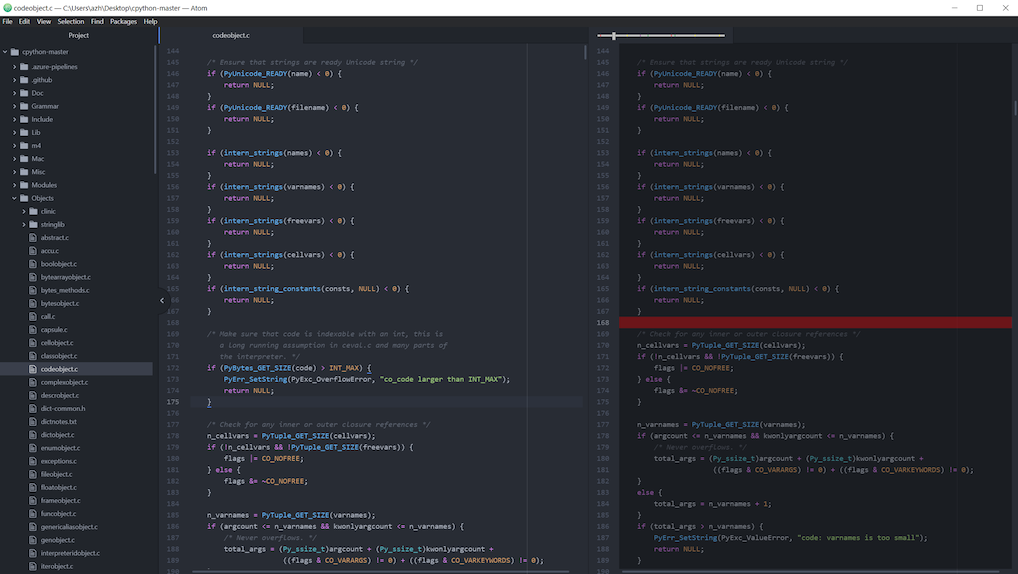 codeobject.c — C:\Users\azh\Desktop\cpython-master — Atom
File Edit View Selection Find Packages Help
Project
cpython-master
.azure-pipelines
.github
Doc
Grammar
Include
Lib
m4
Mac
Misc
Modules
Objects
clinic
stringlib
abstract.c
accu.c
boolobject.c
bytearrayobject.c
bytes_methods.c
bytesobject.c
call.c
capsule.c
cellobject.c
classobject.c
codeobject.c
complexobject.c
descrobject.c
dict-common.h
dictnotes.txt
dictobject.c
enumobject.c
exceptions.c
fileobject.c
floatobject.c
frameobject.c
funcobject.c
genericaliasobject.c
genobject.c
interpreteridobject.c
iterobject.c
codeobject.c
144
145 /* Ensure that strings are ready Unicode string */
146 if (PyUnicode_READY(name) < 0) {
147 return NULL;
148 }
149 if (PyUnicode_READY(filename) < 0) {
150 return NULL;
151 }
152
153 if (intern_strings(names) < 0) {
154 return NULL;
155 }
156 if (intern_strings(varnames) < 0) {
157 return NULL;
158 }
159 if (intern_strings(freevars) < 0) {
160 return NULL;
161 }
162 if (intern_strings(cellvars) < 0) {
163 return NULL;
164 }
165 if (intern_string_constants(consts, NULL) < 0) {
66 return NULL;
167 }
168
169 /* Make sure that code is indexable with an int, this is
170 a long running assumption in ceval.c and many parts of
171 the interpreter. */
172 if (PyBytes_GET_SIZE(code) > INT_MAX) {
173 PyErr_SetString(PyExc_OverflowError, "co_code larger than INT_MAX");
174 return NULL;
175 }
176
177 /* Check for any inner or outer closure references */
178 n_cellvars = PyTuple_GET_SIZE(cellvars);
179 if (!n_cellvars && !PyTuple_GET_SIZE(freevars)) {
180 flags |= CO_NOFREE;
181 } else {
182 flags &= ~CO_NOFREE;
183 }
184
185 n_varnames = PyTuple_GET_SIZE(varnames);
186 if (argcount <= n_varnames && kwonlyargcount <= n_varnames) {
187 /* Never overflows. */
188 total_args = (Py_ssize_t)argcount + (Py_ssize_t)kwonlyargcount +
189 ((flags & CO_VARARGS) != 0) + ((flags & CO_VARKEYWORDS) != 0);
190 }
144
145 /* Ensure that strings are ready Unicode string */
146 if (PyUnicode_READY(name) < 0) {
147 return NULL;
148 }
149 if (PyUnicode_READY(filename) < 0) {
150 return NULL;
151 }
152
153 if (intern_strings(names) < 0) {
154 return NULL;
155 }
156 if (intern_strings(varnames) < 0) {
157 return NULL;
158 }
159 if (intern_strings(freevars) < 0) {
160 return NULL;
161 }
162 if (intern_strings(cellvars) < 0) {
163 return NULL;
164 }
165 if (intern_string_constants(consts, NULL) < 0) {
166 return NULL;
167 }
168
169 /* Check for any inner or outer closure references */
170 n_cellvars = PyTuple_GET_SIZE(cellvars);
171 if (!n_cellvars && !PyTuple_GET_SIZE(freevars)) {
172 flags |= CO_NOFREE;
173 } else {
174 flags &= ~CO_NOFREE;
175 }
176
177 n_varnames = PyTuple_GET_SIZE(varnames);
178 if (argcount <= n_varnames && kwonlyargcount <= n_varnames) {
179 /* Never overflows. */
180 total_args = (Py_ssize_t)argcount + (Py_ssize_t)kwonlyargcount +
181 ((flags & CO_VARARGS) != 0) + ((flags & CO_VARKEYWORDS) != 0);
182 }
183 else {
184 total_args = n_varnames + 1;
185 }
186 if (total_args > n_varnames) {
187 PyErr_SetString(PyExc_ValueError, "code: varnames is too small");
188 return NULL;
189 }